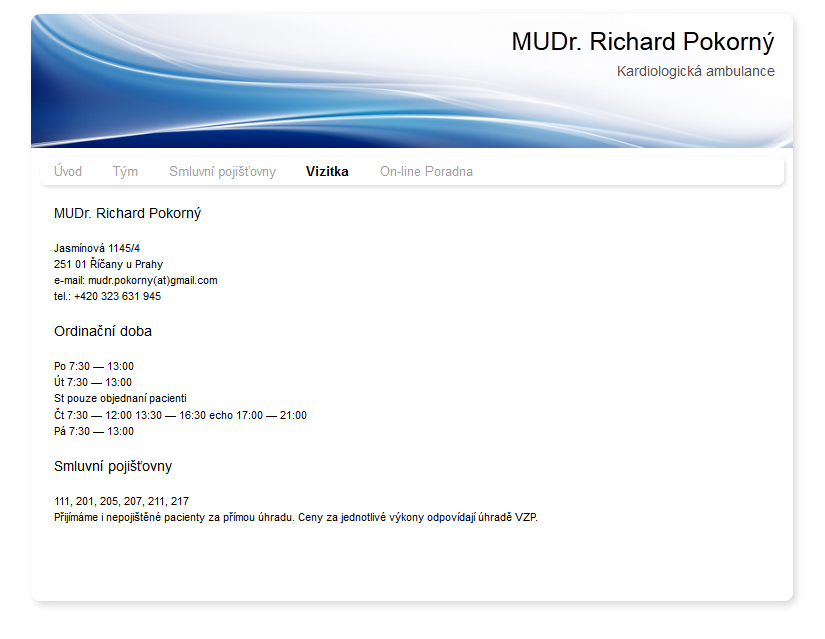 MUDr. Richard Pokorný
Kardiologická ambulance
Úvod Tým Smluvní pojišťovny Vizitka On-line Poradna
MUDr. Richard Pokorný
Jasmínová 1145/4
251 01 Říčany u Prahy
e-mail: mudr.pokorny(at)gmail.com
tel.: +420 323 631 945
Ordinační doba
Po 7:30 — 13:00
Út 7:30 — 13:00
St pouze objednaní pacienti
Čt 7:30 — 12:00 13:30 — 16:30 echo 17:00 — 21:00
Pá 7:30 — 13:00
Smluvní pojišťovny
111, 201, 205, 207, 211, 217
Přijímáme i nepojištěné pacienty za přímou úhradu. Ceny za jednotlivé výkony odpovídají úhradě VZP.